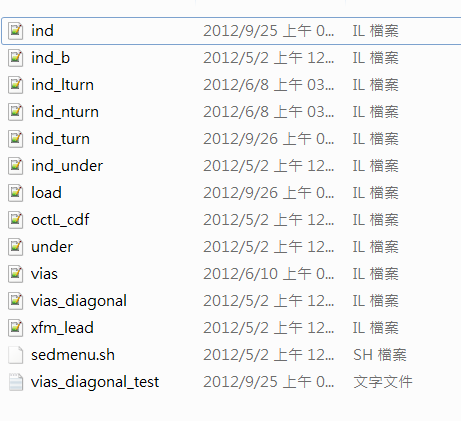 ind 2012/9/25 上午 0... IL 檔案
ind_b 2012/5/2 上午 12... IL 檔案
ind_lturn 2012/6/8 上午 03... IL 檔案
ind_nturn 2012/6/8 上午 03... IL 檔案
ind_turn 2012/9/26 上午 0... IL 檔案
ind_under 2012/5/2 上午 12... IL 檔案
load 2012/9/26 上午 0... IL 檔案
octL_cdf 2012/5/2 上午 12... IL 檔案
under 2012/5/2 上午 12... IL 檔案
vias 2012/6/10 上午 0... IL 檔案
vias_diagonal 2012/5/2 上午 12... IL 檔案
xfm_lead 2012/5/2 上午 12... IL 檔案
sedmenu.sh 2012/5/2 上午 12... SH 檔案
vias_diagonal_test 2012/9/25 上午 0... 文字文件